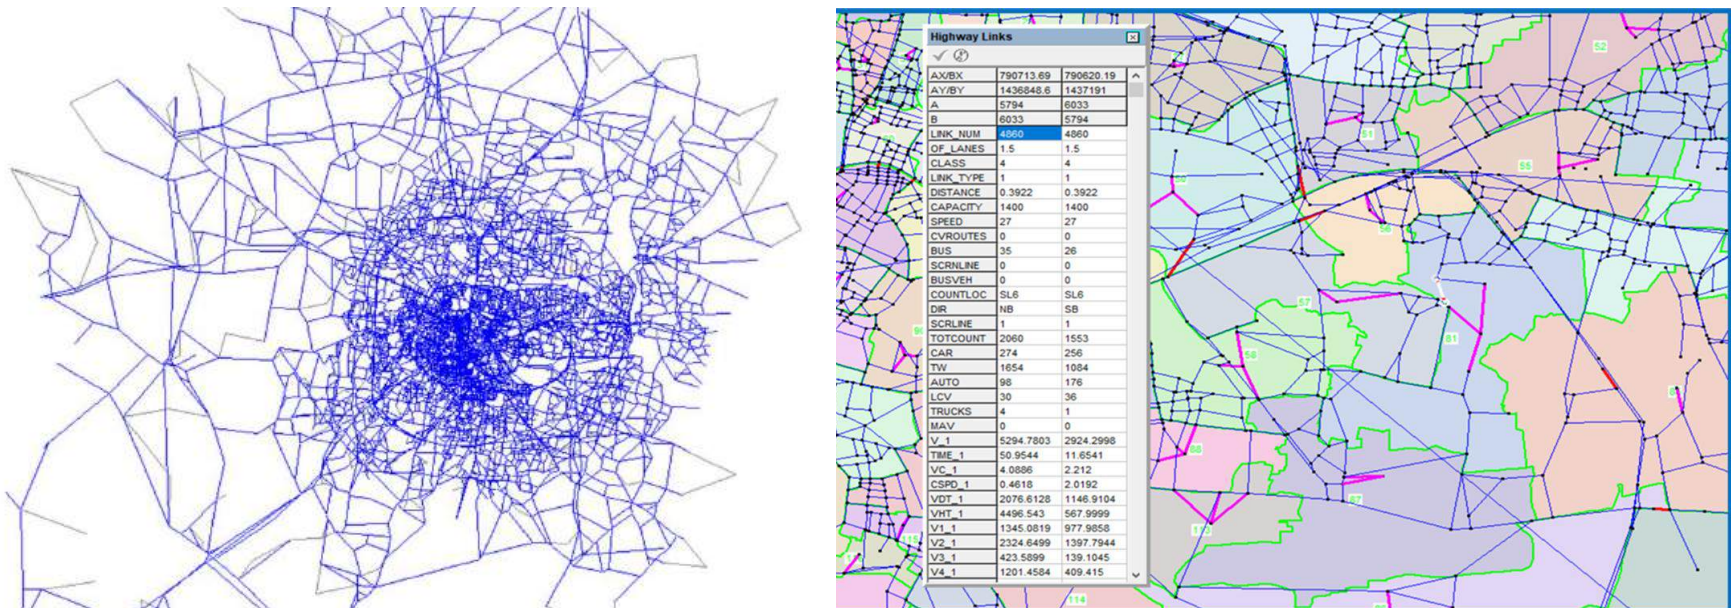 Highway Links
AX/BX 790713.69 790620.19
AY/BY 1436848.6 1437191
A 5794 6033
B 6033 5794
LINK_NUM 4860 4860
OF_LANES 1.5 1.5
CLASS 4 4
LINK_TYPE 1 1
DISTANCE 0.3922 0.3922
CAPACITY 1400 1400
SPEED 27 27
CVROUTES 0 0
BUS 35 26
SCRNLINE 0 0
BUSVEH 0 0
COUNTLOC SL6 SL6
DIR NB SB
SCRLINE 1 1
TOTCOUNT 2060 1553
CAR 274 256
TW 1654 1084
AUTO 98 176
LCV 30 36
TRUCKS 4 1
MAV 0 0
V_1 5294.7803 2924.2998
TIME_1 50.9544 11.6541
VC_1 4.0886 2.212
CSPD_1 0.4618 2.0192
VDT_1 2076.6128 1146.9104
VHT_1 4496.543 567.9999
V1_1 1345.0819 977.9858
V2_1 2324.6499 1397.7944
V3_1 423.5899 139.1045
V4_1 1201.4584 409.415
52
51
55
50
56
57
81
58
88
87
113
115
114